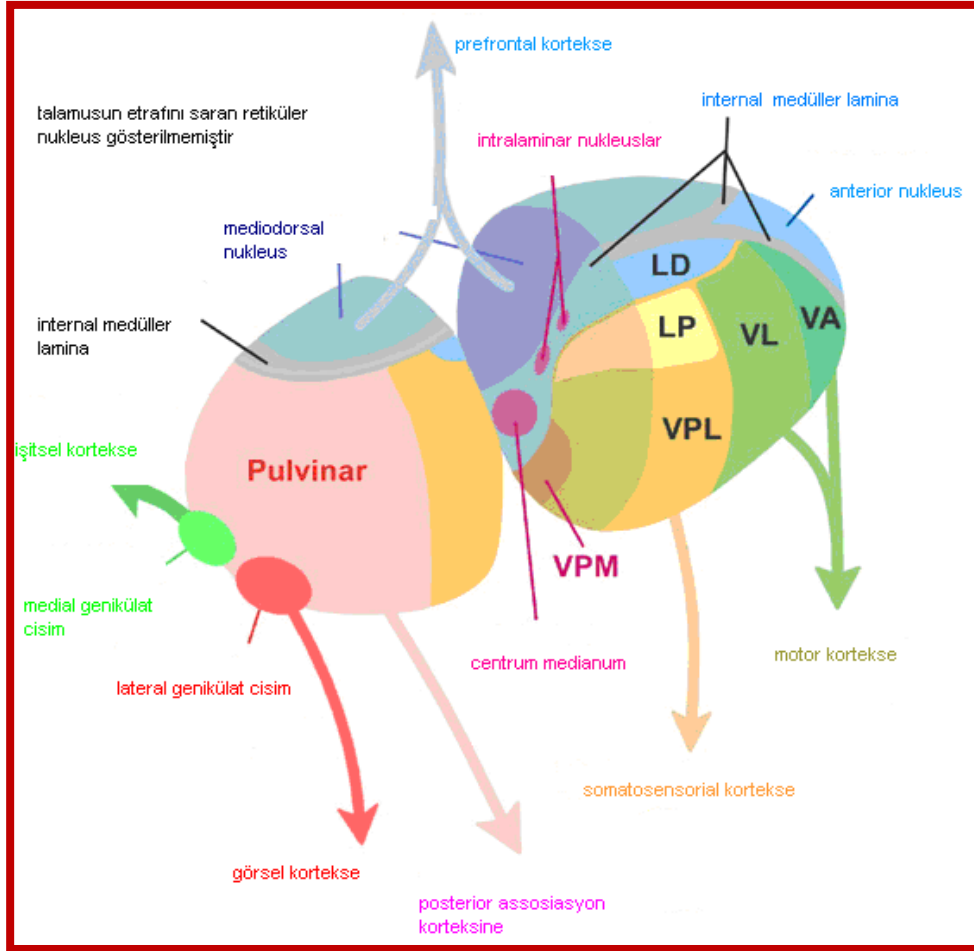 prefrontal kortekse
talamusun etrafını saran retiküler
nukleus gösterilmemiştir
internal medüller lamina
intralaminar nukleuslar
anterior nukleus
mediodorsal
nukleus
LD
internal medüller
lamina
LP
VL
VA
VPL
işitsel kortekse
Pulvinar
VPM
medial genikülat
cisim
centrum medianum
motor kortekse
lateral genikülat cisim
somatosensorial kortekse
görsel kortekse
posterior assosiasyon
korteksine